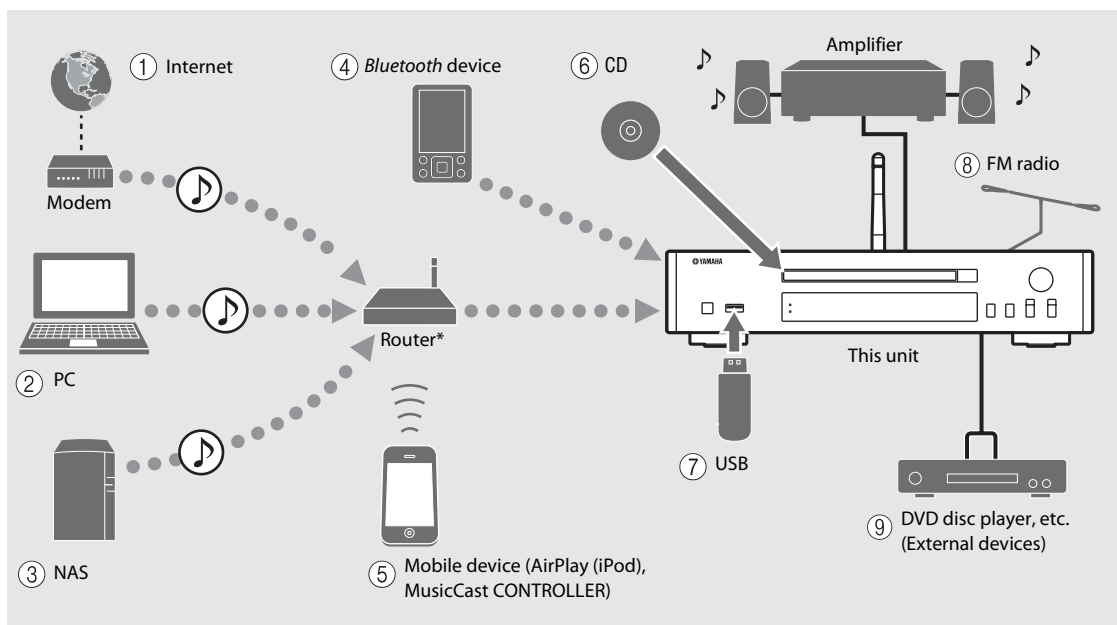 ① Internet
④ Bluetooth device
⑥ CD
Amplifier
⑧ FM radio
Modem
YAMAHA
Router*
This unit
② PC
⑦ USB
③ NAS
⑤ Mobile device (AirPlay (iPod),
MusicCast CONTROLLER)
⑨ DVD disc player, etc.
(External devices)